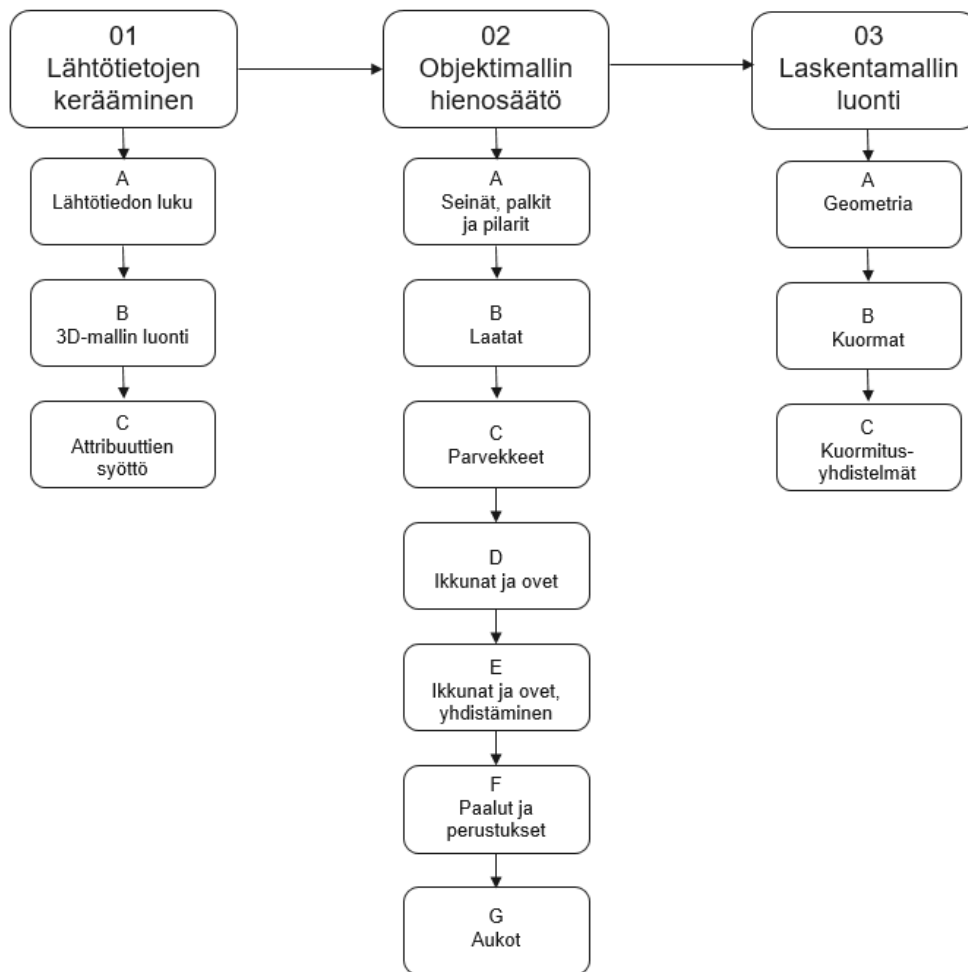 01
Lähtötietojen
kerääminen
A
Lähtötiedon luku
B
3D-mallin luonti
C
Attribuuttien
syöttö
02
Objektimallin
hienosäätö
A
Seinät, palkit
ja pilarit
B
Laatat
C
Parvekkeet
D
Ikkunat ja ovet
E
Ikkunat ja ovet,
yhdistäminen
F
Paalut ja
perustukset
G
Aukot
03
Laskentamallin
luonti
A
Geometria
B
Kuormat
C
Kuormitus-
yhdistelmät